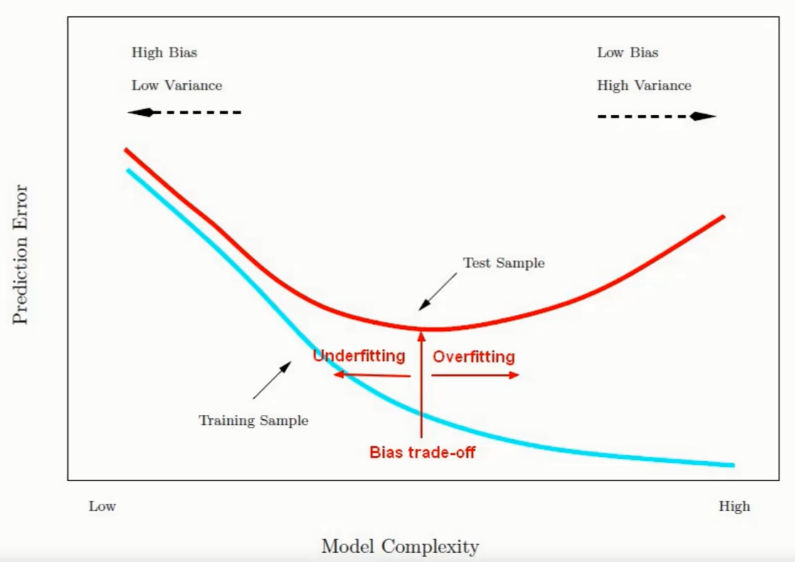 High Bias
Low Variance
Low Bias
High Variance
Prediction Error
Test Sample
Underfitting
Overfitting
Training Sample
Bias trade-off
Low
High
Model Complexity